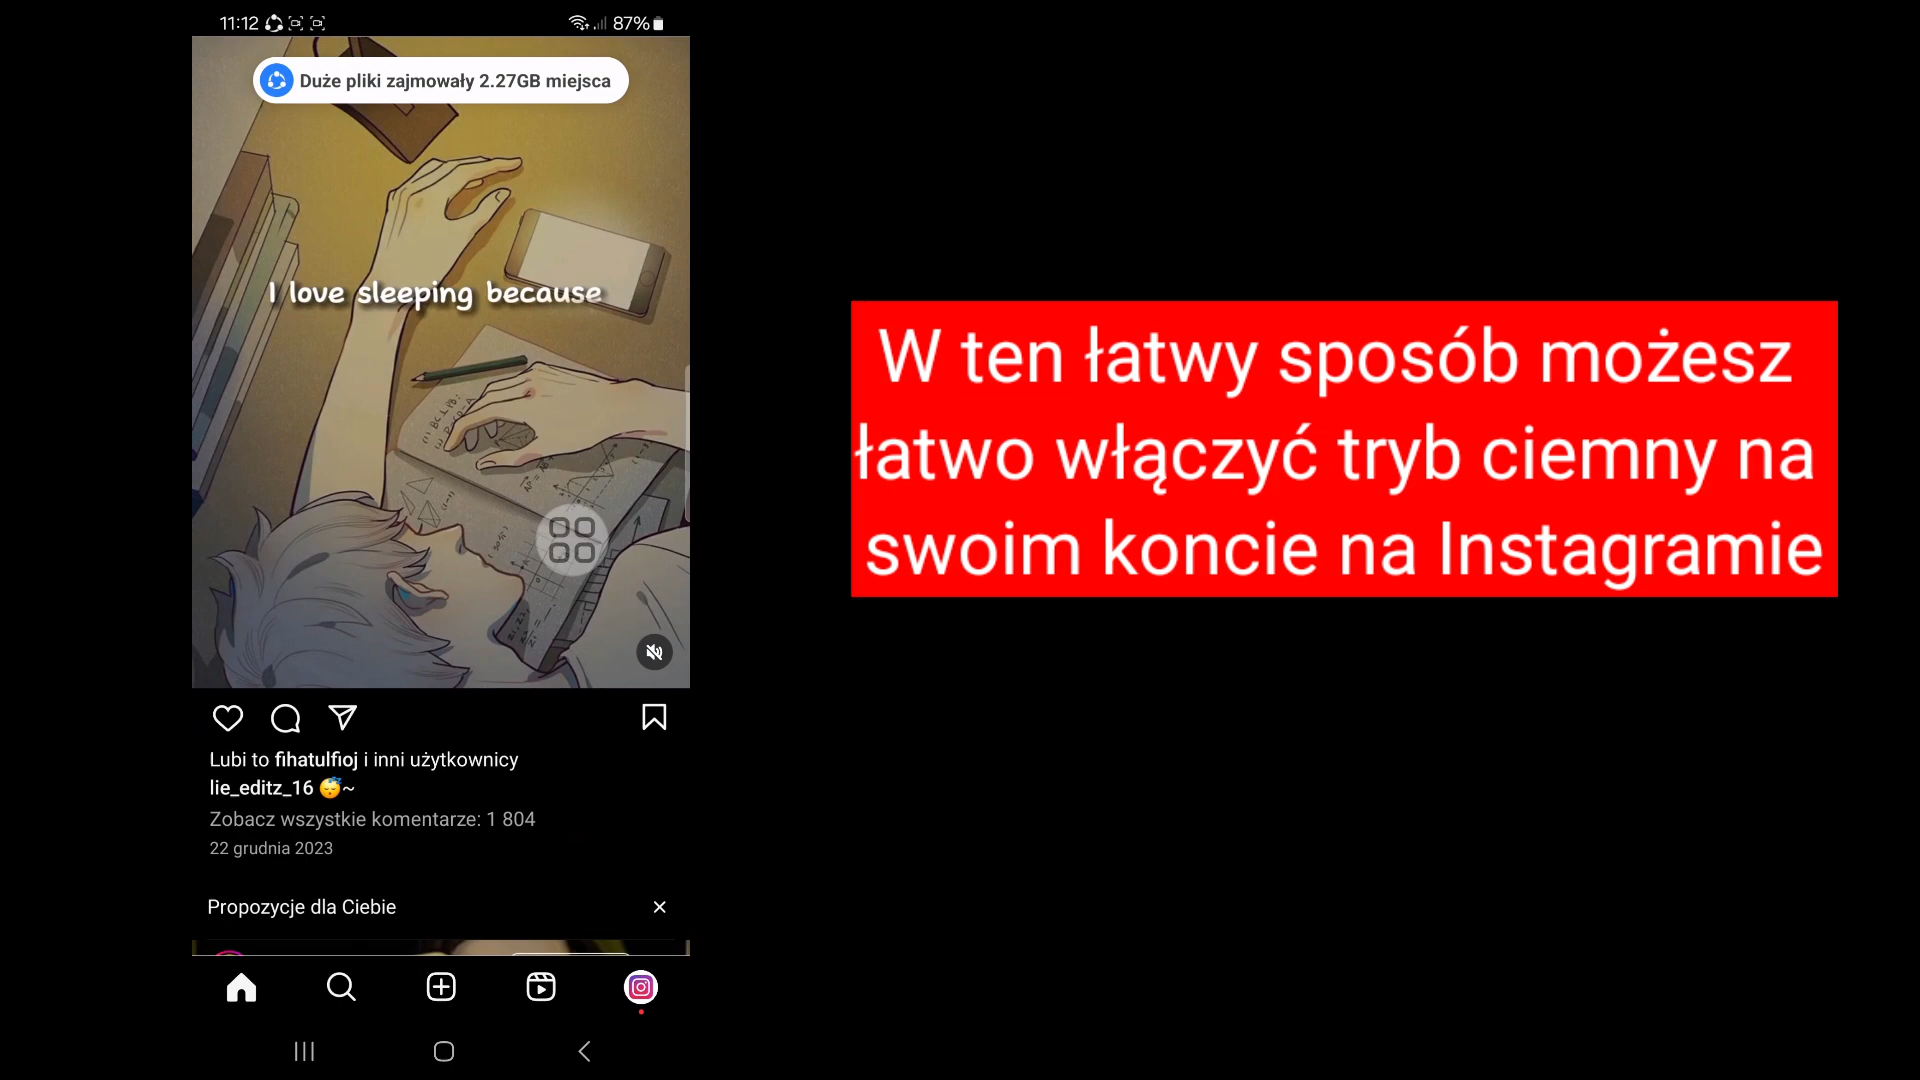 11:12
87%
Duże pliki zajmowały 2.27GB miejsca
I love sleeping because
Lubi to fihatulfioj i inni użytkownicy
lie_editz_16 😴~
Zobacz wszystkie komentarze: 1 804
22 grudnia 2023
Propozycje dla Ciebie
W ten łatwy sposób możesz
łatwo włączyć tryb ciemny na
swoim koncie na Instagramie